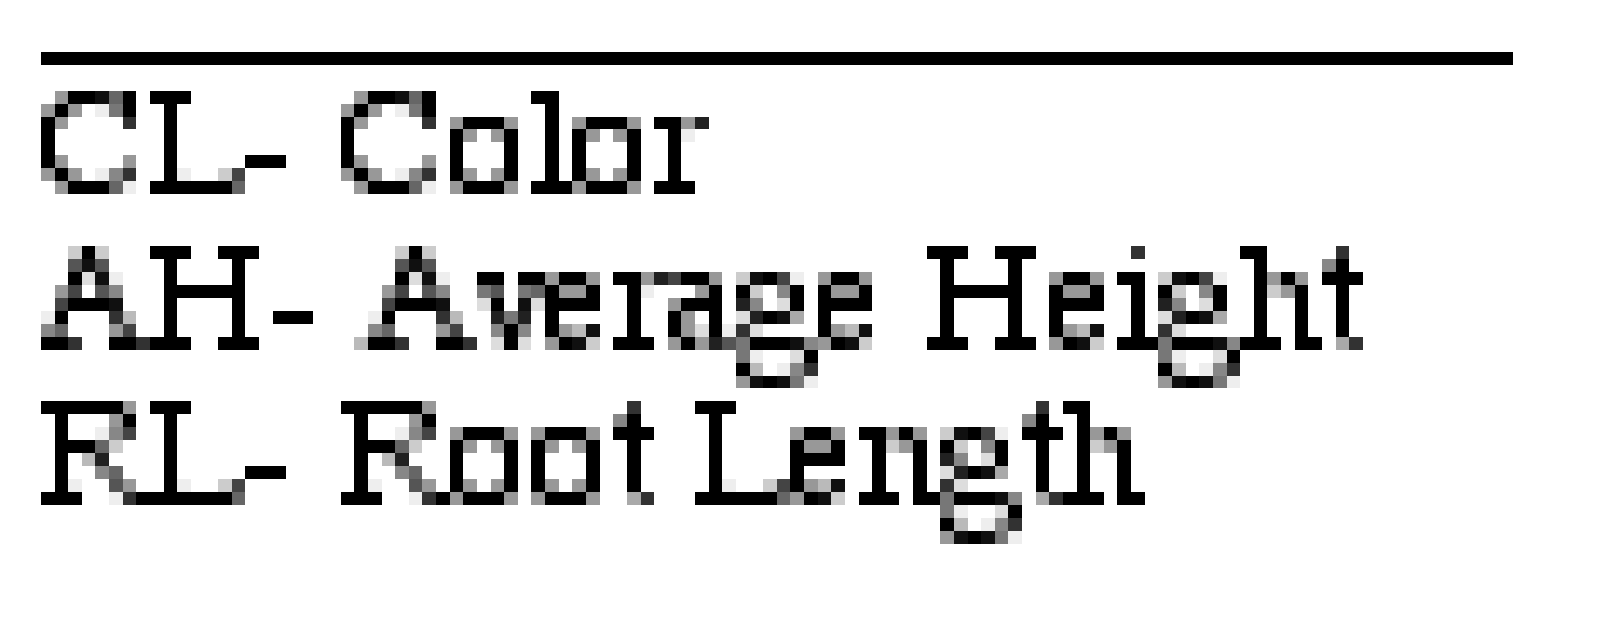 CL- Color
AH- Average Height
RL- Root Length